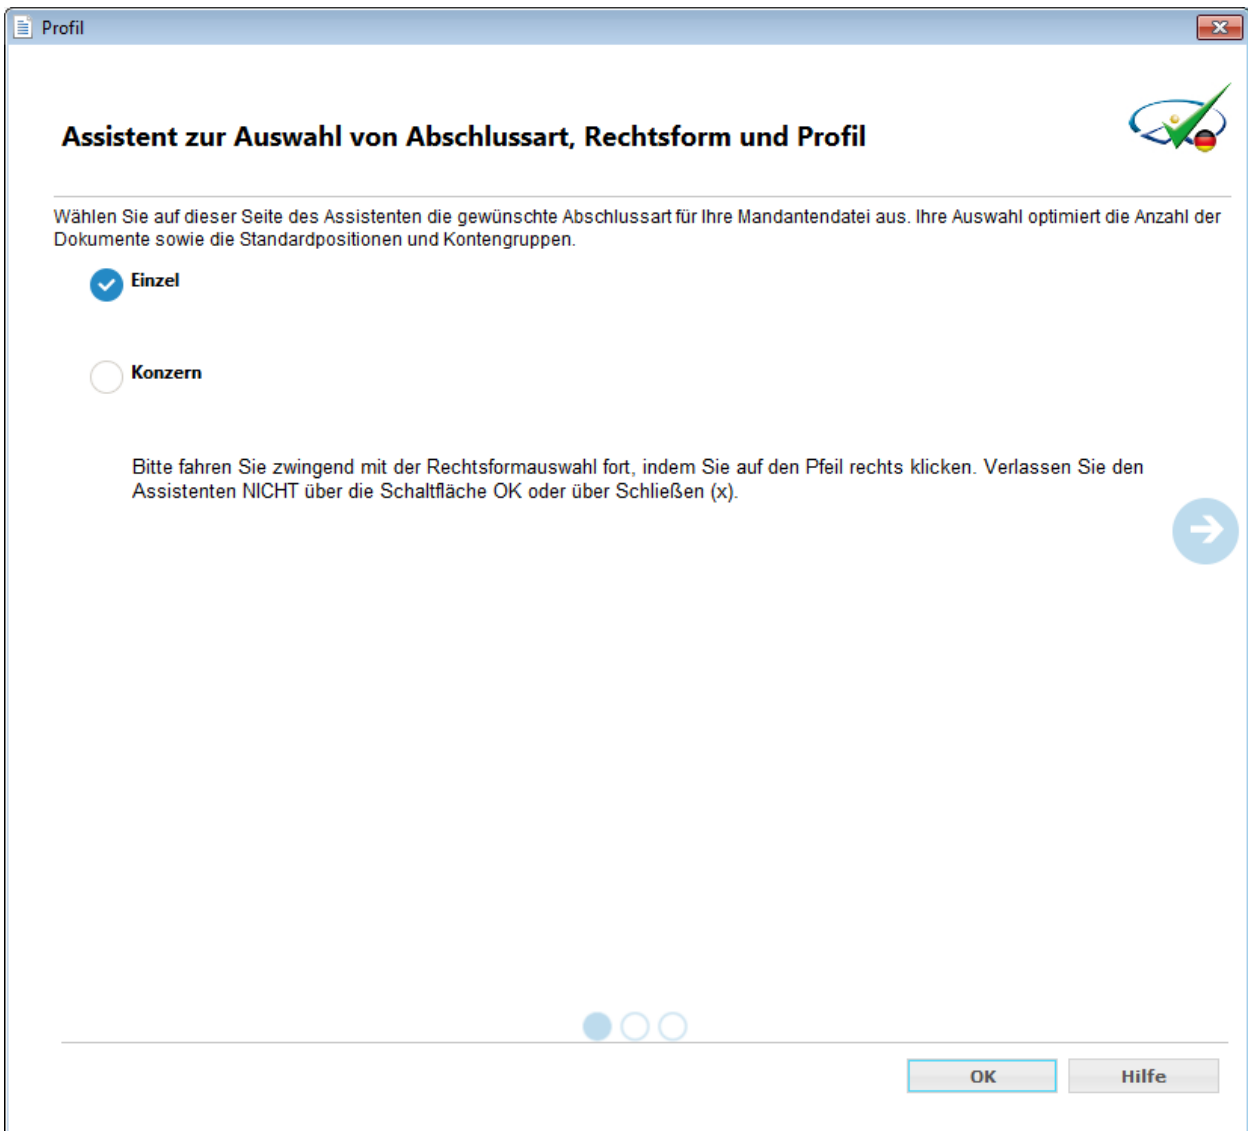 Profil
Assistent zur Auswahl von Abschlussart, Rechtsform und Profil
Wählen Sie auf dieser Seite des Assistenten die gewünschte Abschlussart für Ihre Mandantendatei aus. Ihre Auswahl optimiert die Anzahl der
Dokumente sowie die Standardpositionen und Kontengruppen.
Einzel
Konzern
Bitte fahren Sie zwingend mit der Rechtsformauswahl fort, indem Sie auf den Pfeil rechts klicken. Verlassen Sie den
Assistenten NICHT über die Schaltfläche OK oder über Schließen (x).
OK
Hilfe